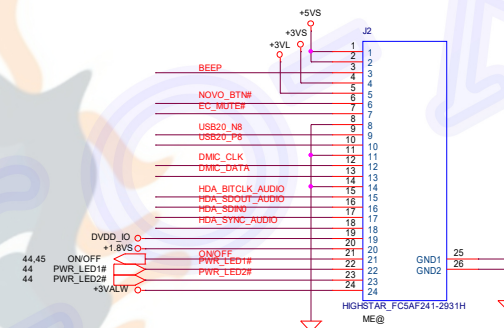 +5VS
J2
+3VS
+3VL
1 1
2 2
BEEP 3 3
4 4
5 5
NOVO_BTN# 6 6
EC_MUTE# 7 7
8 8
USB20_N8 9 9
USB20_P8 10 10
11 11
DMIC_CLK 12 12
DMIC_DATA 13 13
14 14
HDA_BITCLK_AUDIO 15 15
HDA_SDOUT_AUDIO 16 16
HDA_SDIN0 17 17
HDA_SYNC_AUDIO 18 18
DVDD_IO 19 19
+1.8VS 20 20
44,45 ON/OFF ON/OFF 21 21 GND1 25
44 PWR_LED1# PWR_LED1# 22 22 GND2 26
44 PWR_LED2# PWR_LED2# 23 23
+3VALW 24 24
HIGHSTAR_FC5AF241-2931H
ME@